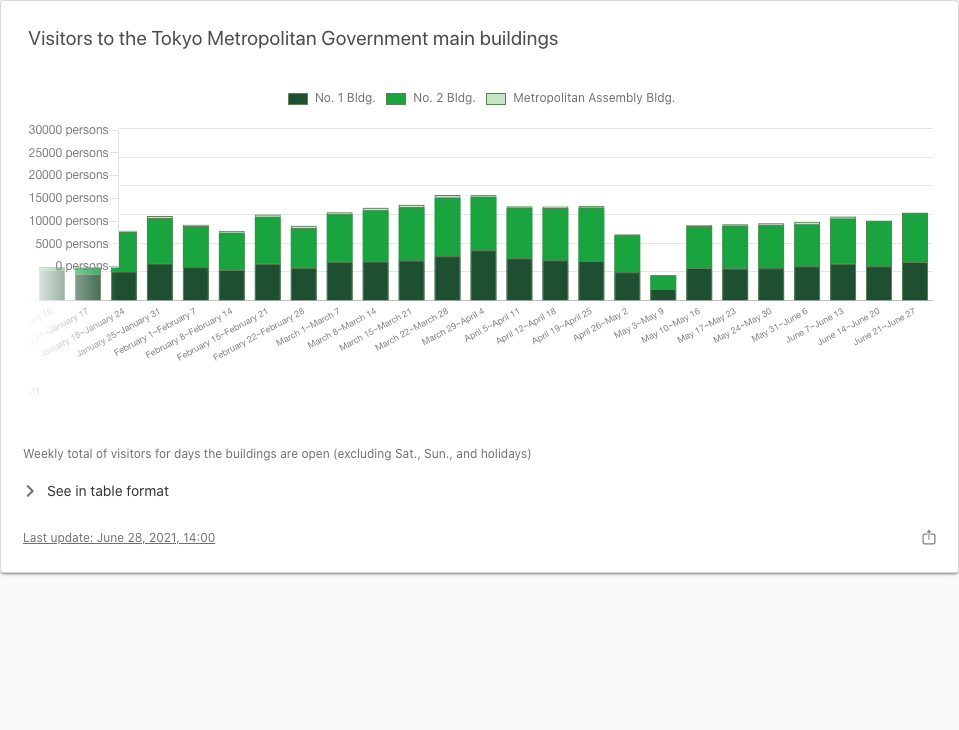 Visitors to the Tokyo Metropolitan Government main buildings
No. 1 Bldg. No. 2 Bldg. Metropolitan Assembly Bldg.
30000 persons
25000 persons
20000 persons
15000 persons
10000 persons
5000 persons
0 persons
10
11~January 17
January 18~January 24
January 25~January 31
February 1~February 7
February 8~February 14
February 15~February 21
February 22~February 28
March 1~March 7
March 8~March 14
March 15~March 21
March 22~March 28
March 29~April 4
April 5~April 11
April 12~April 18
April 19~April 25
April 26~May 2
May 3~May 9
May 10~May 16
May 17~May 23
May 24~May 30
May 31~June 6
June 7~June 13
June 14~June 20
June 21~June 27
21
Weekly total of visitors for days the buildings are open (excluding Sat., Sun., and holidays)
See in table format
Last update: June 28, 2021, 14:00